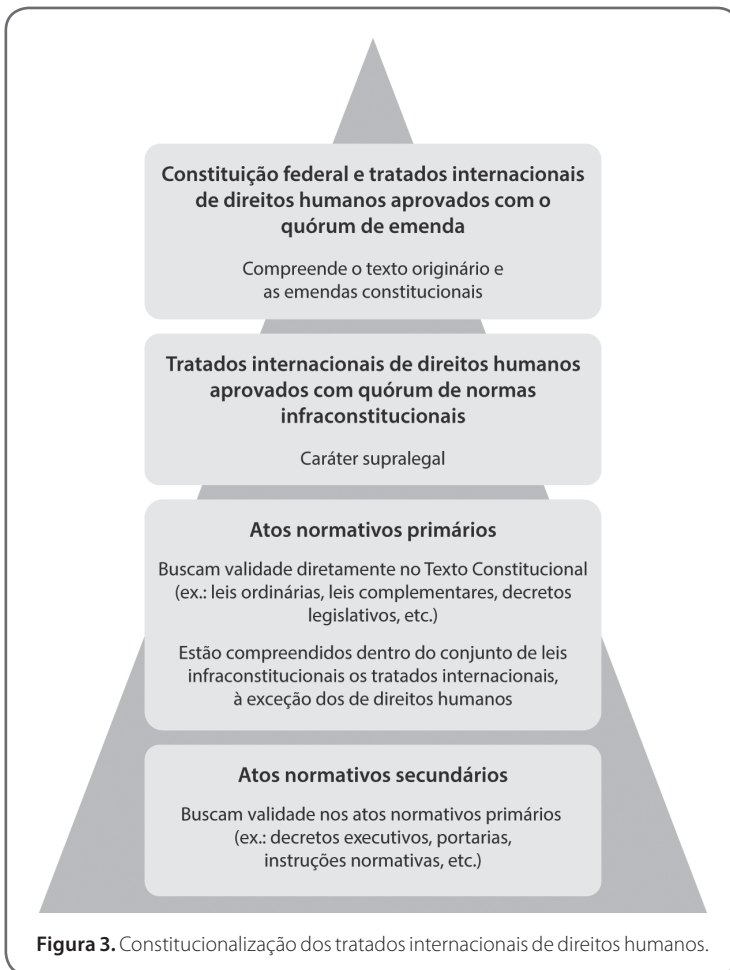 Constituição federal e tratados internacionais
de direitos humanos aprovados com o
quórum de emenda
Compreende o texto originário e
as emendas constitucionais
Tratados internacionais de direitos humanos
aprovados com quórum de normas
infraconstitucionais
Caráter supralegal
Atos normativos primários
Buscam validade diretamente no Texto Constitucional
(ex.: leis ordinárias, leis complementares, decretos
legislativos, etc.)
Estão compreendidos dentro do conjunto de leis
infraconstitucionais os tratados internacionais,
à exceção dos de direitos humanos
Atos normativos secundários
Buscam validade nos atos normativos primários
(ex.: decretos executivos, portarias,
instruções normativas, etc.)
Figura 3. Constitucionalização dos tratados internacionais de direitos humanos.